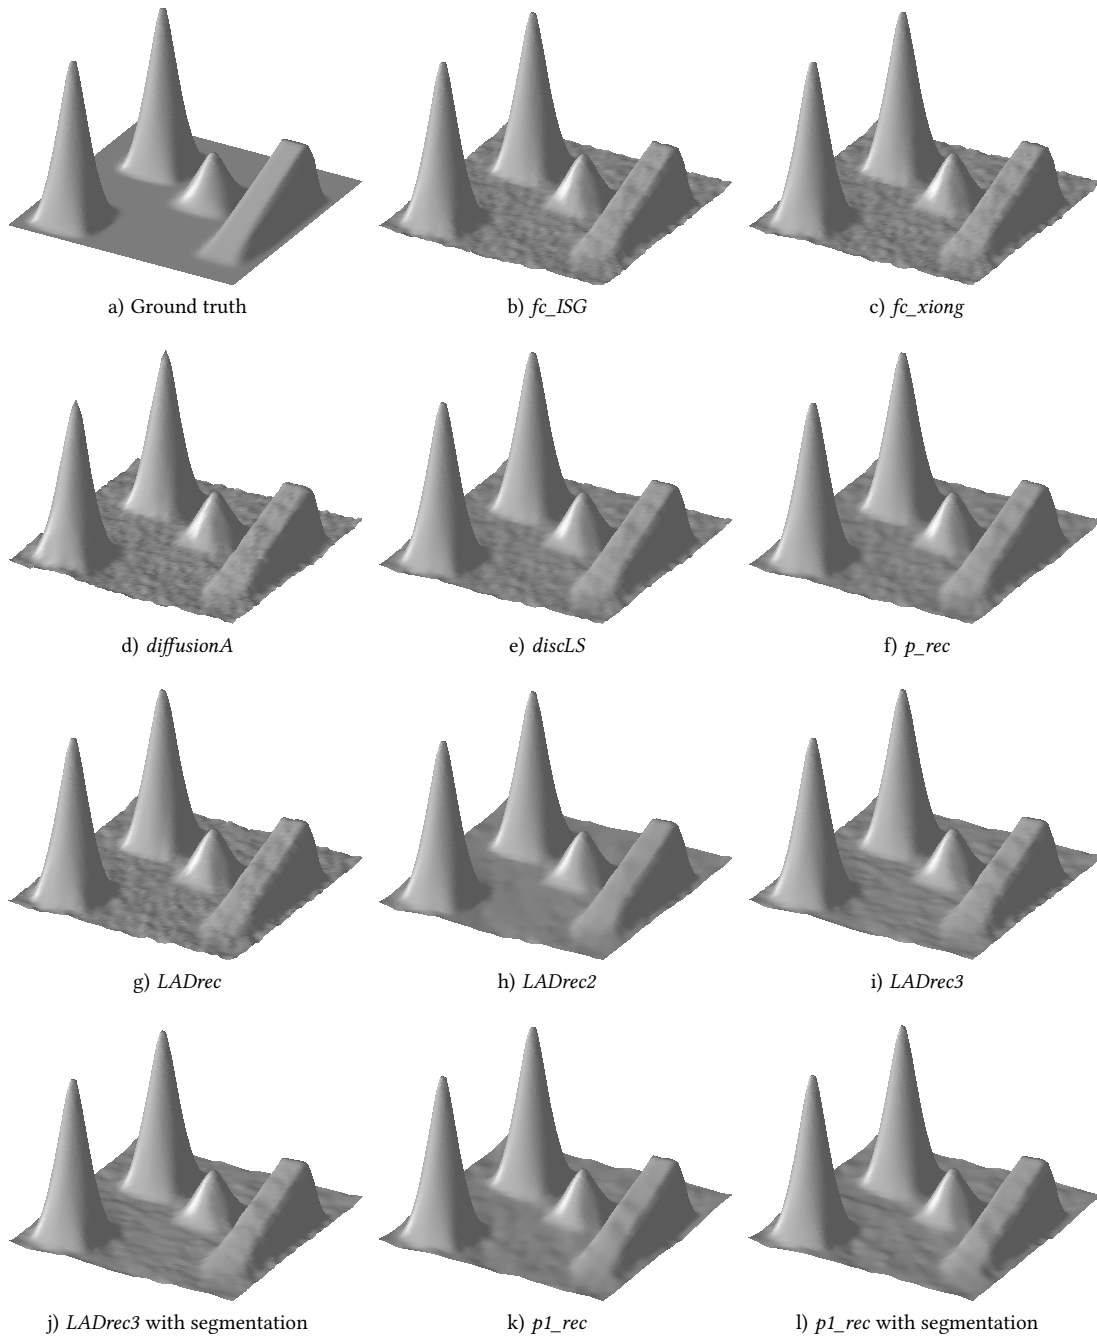 a) Ground truth
b) fc_ISG
c) fc_xiong
d) diffusionA
e) discLS
f) p_rec
g) LADrec
h) LADrec2
i) LADrec3
j) LADrec3 with segmentation
k) p1_rec
l) p1_rec with segmentation